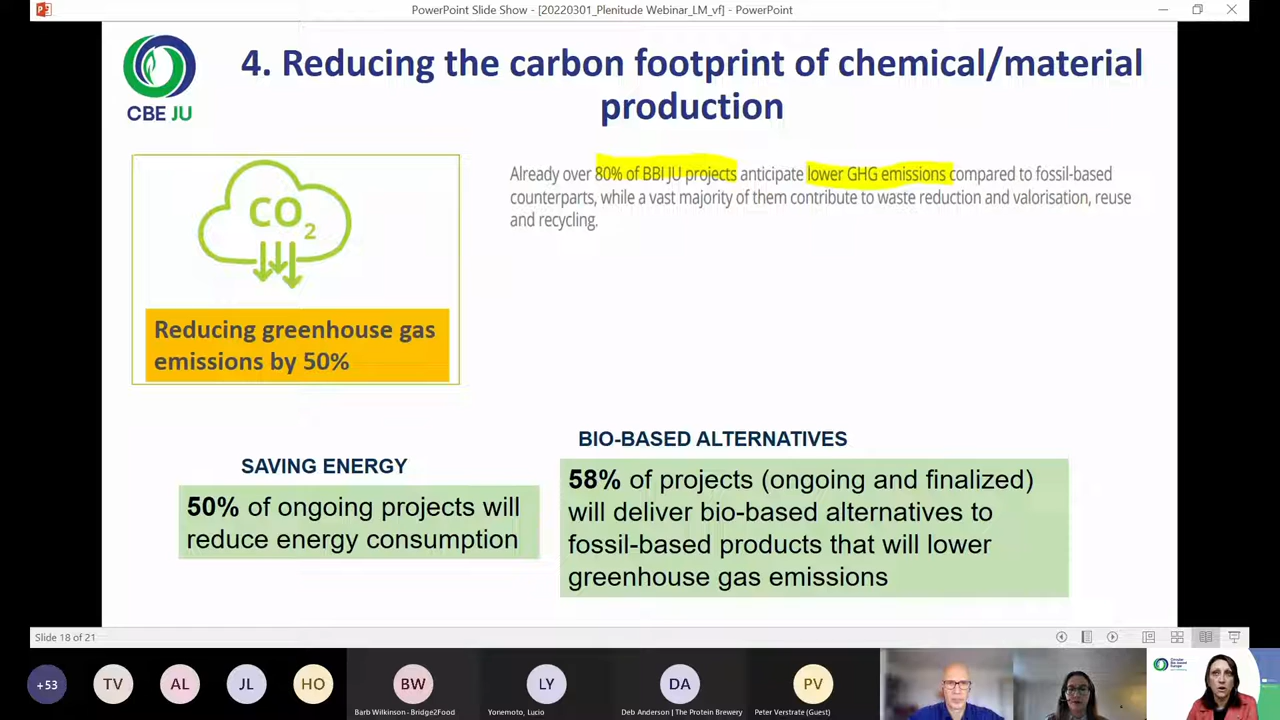 PowerPoint Slide Show - [20220301_Plenitude Webinar_LM_vf] - PowerPoint
CBE JU
4. Reducing the carbon footprint of chemical/material
production
CO2
Reducing greenhouse gas
emissions by 50%
Already over 80% of BBI JU projects anticipate lower GHG emissions compared to fossil-based
counterparts, while a vast majority of them contribute to waste reduction and valorisation, reuse
and recycling.
SAVING ENERGY
50% of ongoing projects will
reduce energy consumption
BIO-BASED ALTERNATIVES
58% of projects (ongoing and finalized)
will deliver bio-based alternatives to
fossil-based products that will lower
greenhouse gas emissions
Slide 18 of 21
+53
TV
AL
JL
HO
BW
Barb Wilkinson - Bridge2Food
LY
Yonemoto, Lucio
DA
Deb Anderson | The Protein Brewery
PV
Peter Verstrate (Guest)